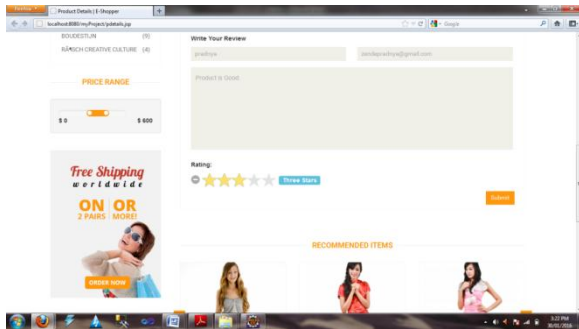 Firefox
Product Details | E-Shopper
localhost:8080/myProject/pdetails.jsp
Google
BOUDESTIJN (9)
RÖSCH CREATIVE CULTURE (4)
PRICE RANGE
$ 0 $ 600
Free Shipping
worldwide
ON OR
2 PAIRS MORE!
ORDER NOW
Write Your Review
pradnya
Product is Good
Rating:
Three Stars
Submit
RECOMMENDED ITEMS
3:22 PM
30/01/2016